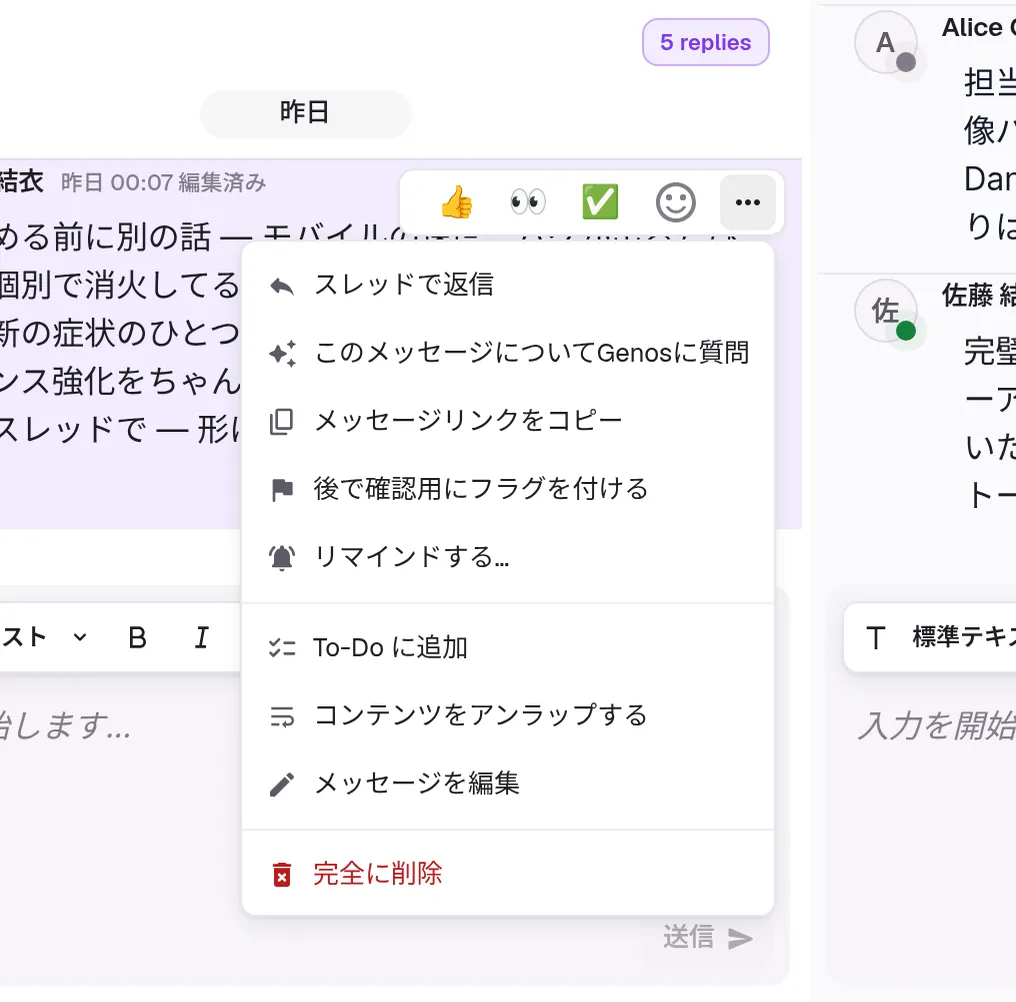 5 replies
昨日
結衣 昨日 00:07 編集済み
める前に別の話 — モバイルの
個別で消火してる
新の症状のひとつ
ンス強化をちゃん
スレッドで — 形に
スレッドで返信
このメッセージについてGenosに質問
メッセージリンクをコピー
後で確認用にフラグを付ける
リマインドする...
To-Do に追加
コンテンツをアンラップする
メッセージを編集
完全に削除
スト B I
始します...
送信
A Alice
担当
像バ
Dan
りは
佐 佐藤 結
完璧
ーア
いた
トー
T 標準テキス
入力を開始